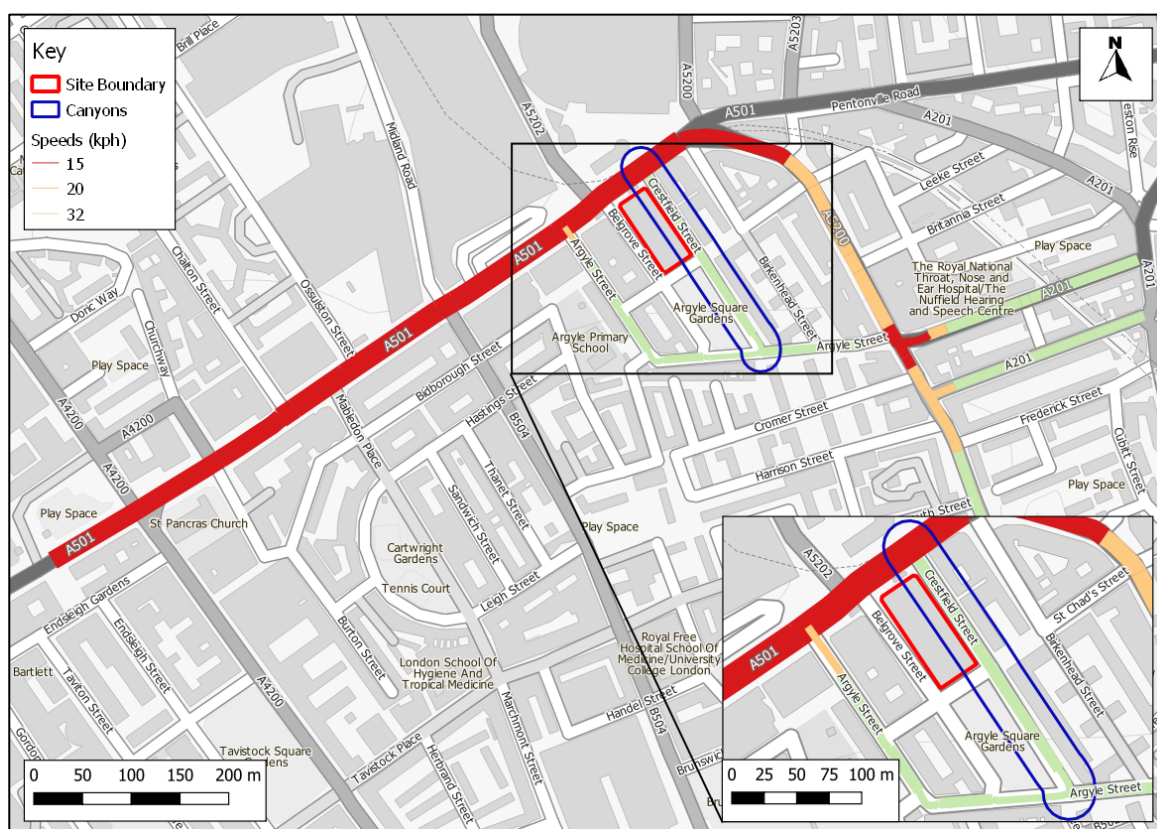 Key
Site Boundary
Canyons
Speeds (kph)
15
20
32
N
Brill Place
A5203
A5200
A501
Pentonville Road
A201
A5202
Midland Road
Leeke Street
Britannia Street
Play Space
Crestfield Street
Belgrove Street
Birkenhead Street
A5200
A201
A201
The Royal National
Throat, Nose and
Ear Hospital/The
Nuffield Hearing
and Speech Centre
A201
A501
Argyle Street
Argyle Square
Gardens
Argyle Primary
School
Argyle Street
Chalton Street
Ossulston Street
Doric Way
Churchway
Play Space
A501
Bidborough Street
Hastings Street
B504
Cromer Street
Frederick Street
Harrison Street
Cubitt Street
Play Space
A4200
A4200
Mabledon Place
A4200
Thanet Street
Sandwich Street
Play Space
St Pancras Church
Play Space
A501
Cartwright
Gardens
Tennis Court
Leigh Street
Endsleigh Gardens
Endsleigh Street
Burton Street
Bartlett
Taviton Street
A4200
London School Of
Hygiene And
Tropical Medicine
Royal Free
Hospital School Of
Medicine/University
College London
Handel Street
B504
Marchmont Street
Tavistock Square
Tavistock Place
Herbrand Street
0 50 100 150 200 m
A5202
Crestfield Street
St Chad's Street
Belgrove Street
Birkenhead Street
A501
Argyle Street
Argyle Square
Gardens
Argyle Street
0 25 50 75 100 m